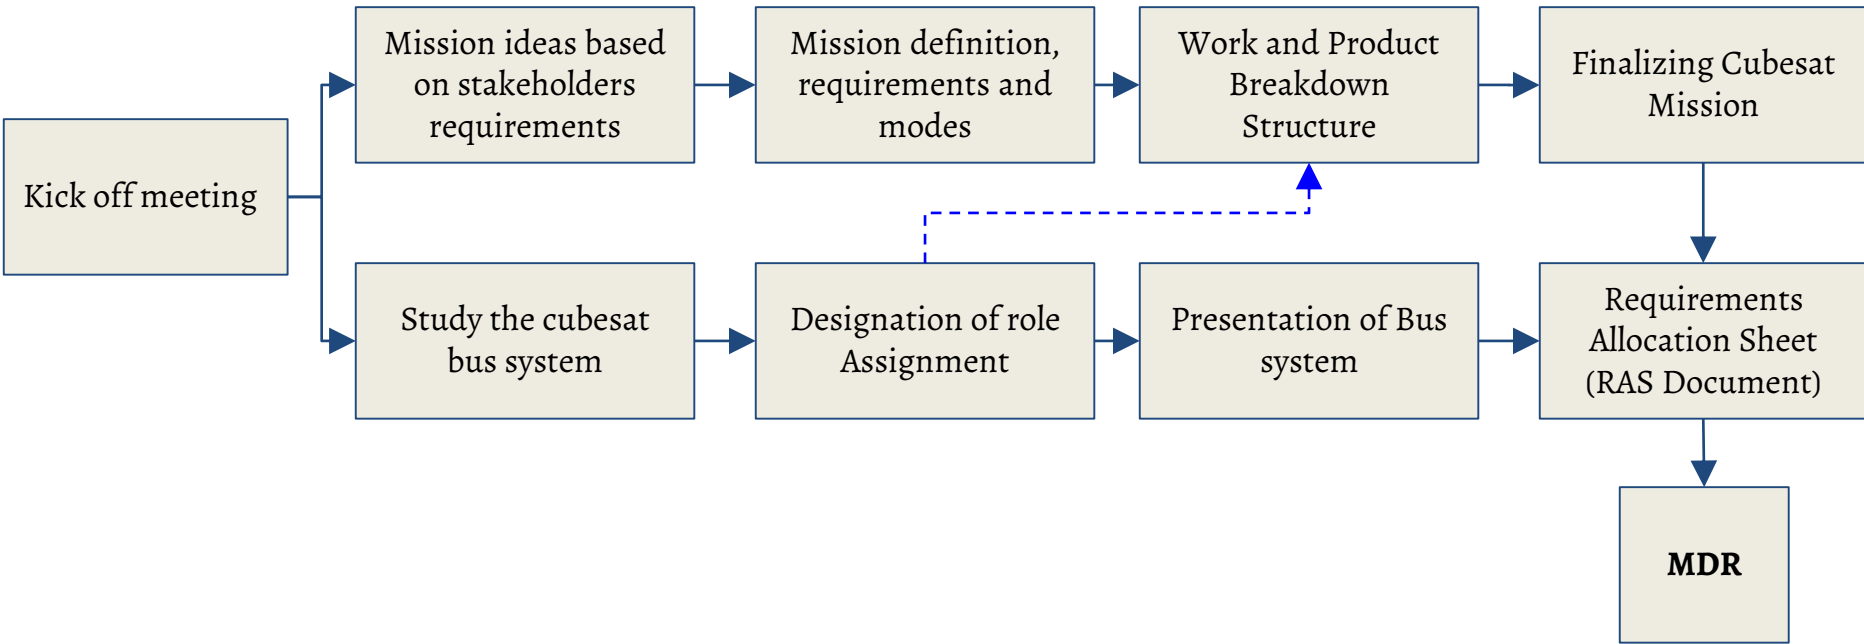 Kick off meeting
Mission ideas based
on stakeholders
requirements
Mission definition,
requirements and
modes
Work and Product
Breakdown
Structure
Finalizing Cubesat
Mission
Study the cubesat
bus system
Designation of role
Assignment
Presentation of Bus
system
Requirements
Allocation Sheet
(RAS Document)
MDR